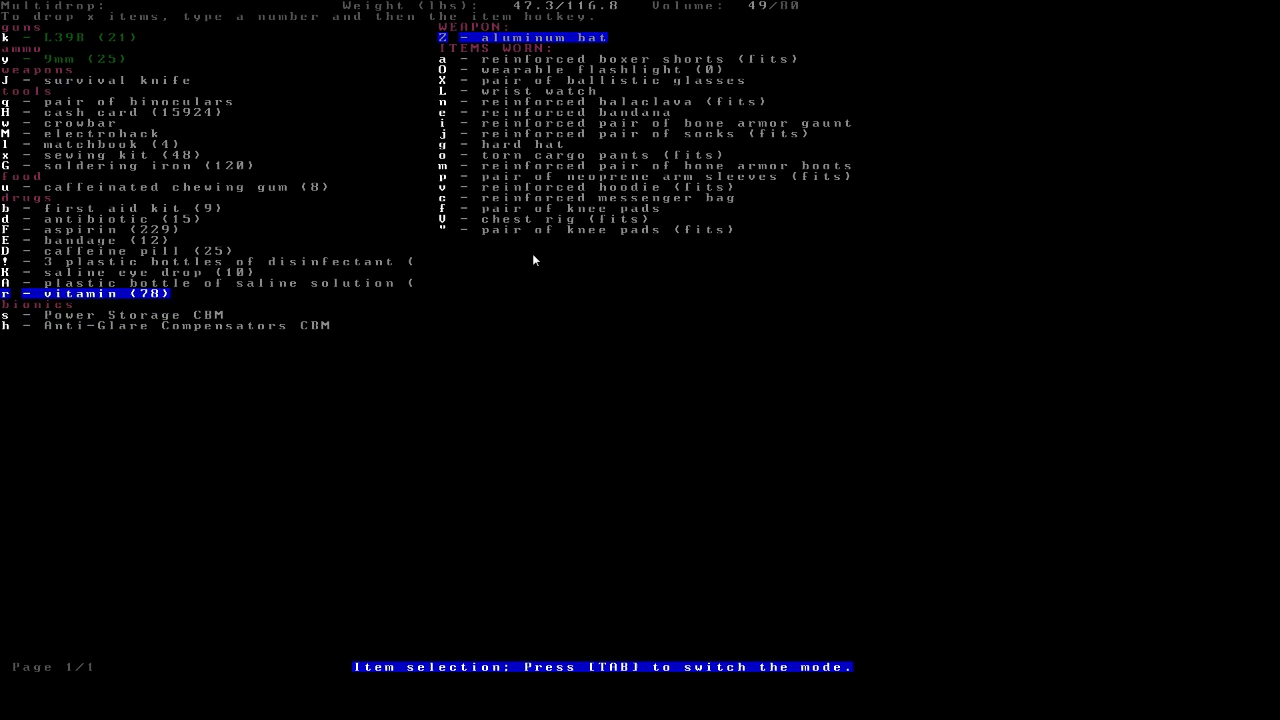 Multidrop: Weight (lbs): 47.3/116.8 Volume: 49/80
To drop x items, type a number and then the item hotkey.
guns
k - L39B (21)
ammo
y - 9mm (25)
weapons
J - survival knife
tools
q - pair of binoculars
H - cash card (15924)
w - crowbar
M - electrohack
l - matchbook (4)
x - sewing kit (48)
G - soldering iron (120)
food
u - caffeinated chewing gum (8)
drugs
b - first aid kit (9)
d - antibiotic (15)
F - aspirin (229)
E - bandage (12)
D - caffeine pill (25)
! - 3 plastic bottles of disinfectant (
K - saline eye drop (10)
A - plastic bottle of saline solution (
r - vitamin (78)
bionics
s - Power Storage CBM
h - Anti-Glare Compensators CBM
WEAPON:
Z - aluminum bat
ITEMS WORN:
a - reinforced boxer shorts (fits)
O - wearable flashlight (0)
X - pair of ballistic glasses
L - wrist watch
n - reinforced balaclava (fits)
e - reinforced bandana
i - reinforced pair of bone armor gaunt
j - reinforced pair of socks (fits)
g - hard hat
o - torn cargo pants (fits)
m - reinforced pair of bone armor boots
p - pair of neoprene arm sleeves (fits)
v - reinforced hoodie (fits)
c - reinforced messenger bag
f - pair of knee pads
V - chest rig (fits)
" - pair of knee pads (fits)
Page 1/1
Item selection: Press [TAB] to switch the mode.